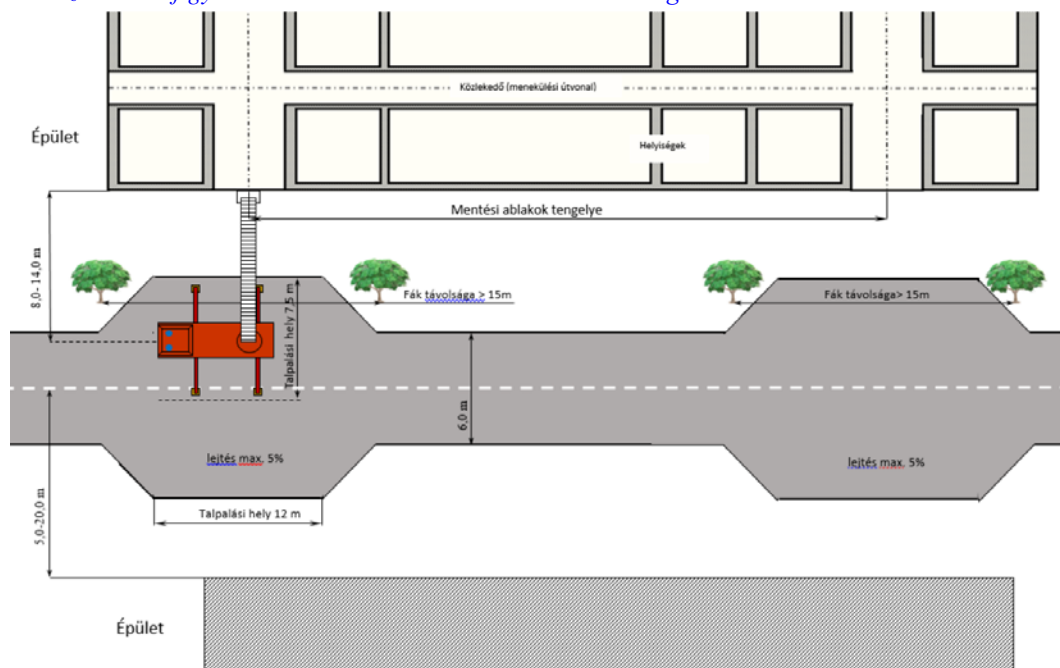 Közlekedő (menekülési útvonal)
Épület
Helyiségek
Mentési ablakok tengelye
8,0- 14,0 m
Fák távolsága > 15m
Fák távolsága> 15m
Talpalási hely 7,5 m
6,0 m
lejtés max. 5%
lejtés max. 5%
Talpalási hely 12 m
5,0-20,0 m
Épület